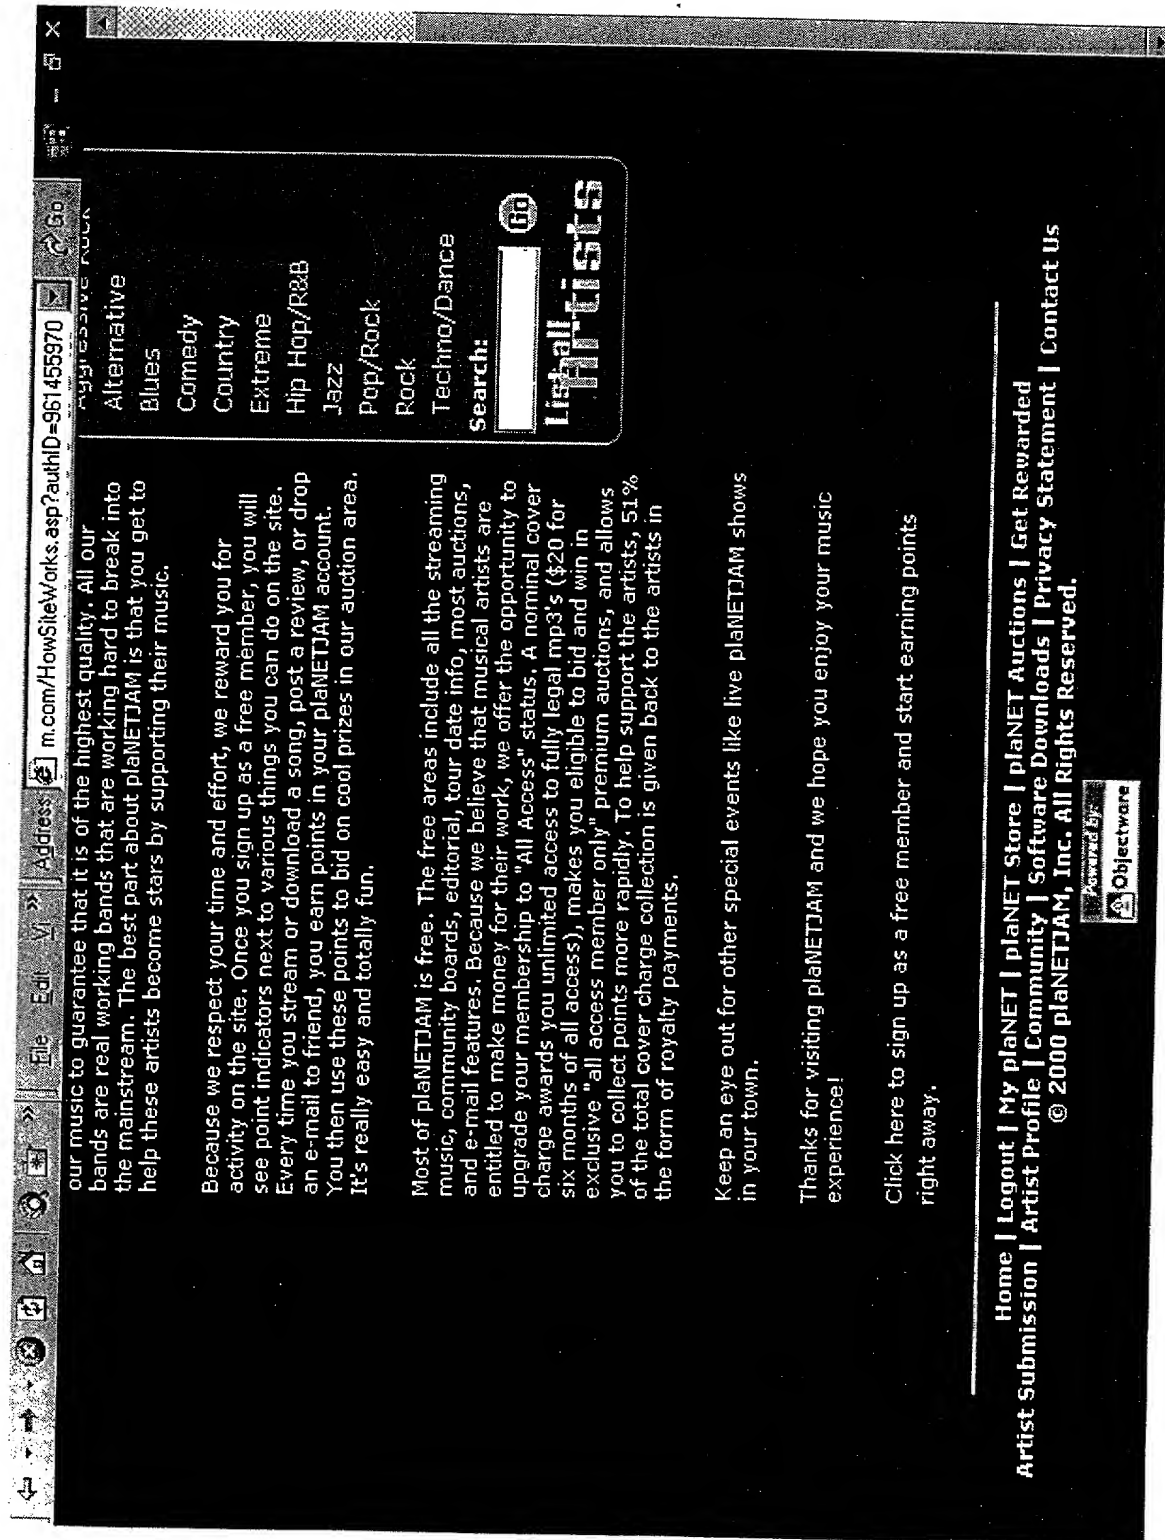 File Edit Vi » Address m.com/HowSiteWorks.asp?authID=961455970 Go
our music to guarantee that it is of the highest quality. All our
bands are real working bands that are working hard to break into
the mainstream. The best part about plaNETJAM is that you get to
help these artists become stars by supporting their music.
Because we respect your time and effort, we reward you for
activity on the site. Once you sign up as a free member, you will
see point indicators next to various things you can do on the site.
Every time you stream or download a song, post a review, or drop
an e-mail to friend, you earn points in your plaNETJAM account.
You then use these points to bid on cool prizes in our auction area.
It's really easy and totally fun.
Most of plaNETJAM is free. The free areas include all the streaming
music, community boards, editorial, tour date info, most auctions,
and e-mail features. Because we believe that musical artists are
entitled to make money for their work, we offer the opportunity to
upgrade your membership to "All Access" status. A nominal cover
charge awards you unlimited access to fully legal mp3's ($20 for
six months of all access), makes you eligible to bid and win in
exclusive "all access member only" premium auctions, and allows
you to collect points more rapidly. To help support the artists, 51%
of the total cover charge collection is given back to the artists in
the form of royalty payments.
Keep an eye out for other special events like live plaNETJAM shows
in your town.
Thanks for visiting plaNETJAM and we hope you enjoy your music
experience!
Click here to sign up as a free member and start earning points
right away.
Aggressive Rock
Alternative
Blues
Comedy
Country
Extreme
Hip Hop/R&B
Jazz
Pop/Rock
Rock
Techno/Dance
Search:
Go
List all
Artists
Home | Logout | My plaNET | plaNET Store | plaNET Auctions | Get Rewarded
Artist Submission | Artist Profile | Community | Software Downloads | Privacy Statement | Contact Us
© 2000 plaNETJAM, Inc. All Rights Reserved.
Powered by:
Objectware